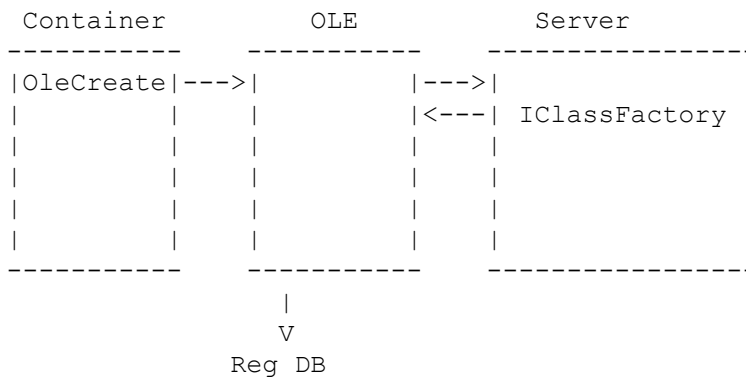 Container OLE Server
----------- ----------- -----------------
|OleCreate|--->| |--->|
| | | |<---| IClassFactory
| | | | |
| | | | |
| | | | |
| | | | |
----------- ----------- -----------------
|
V
Reg DB